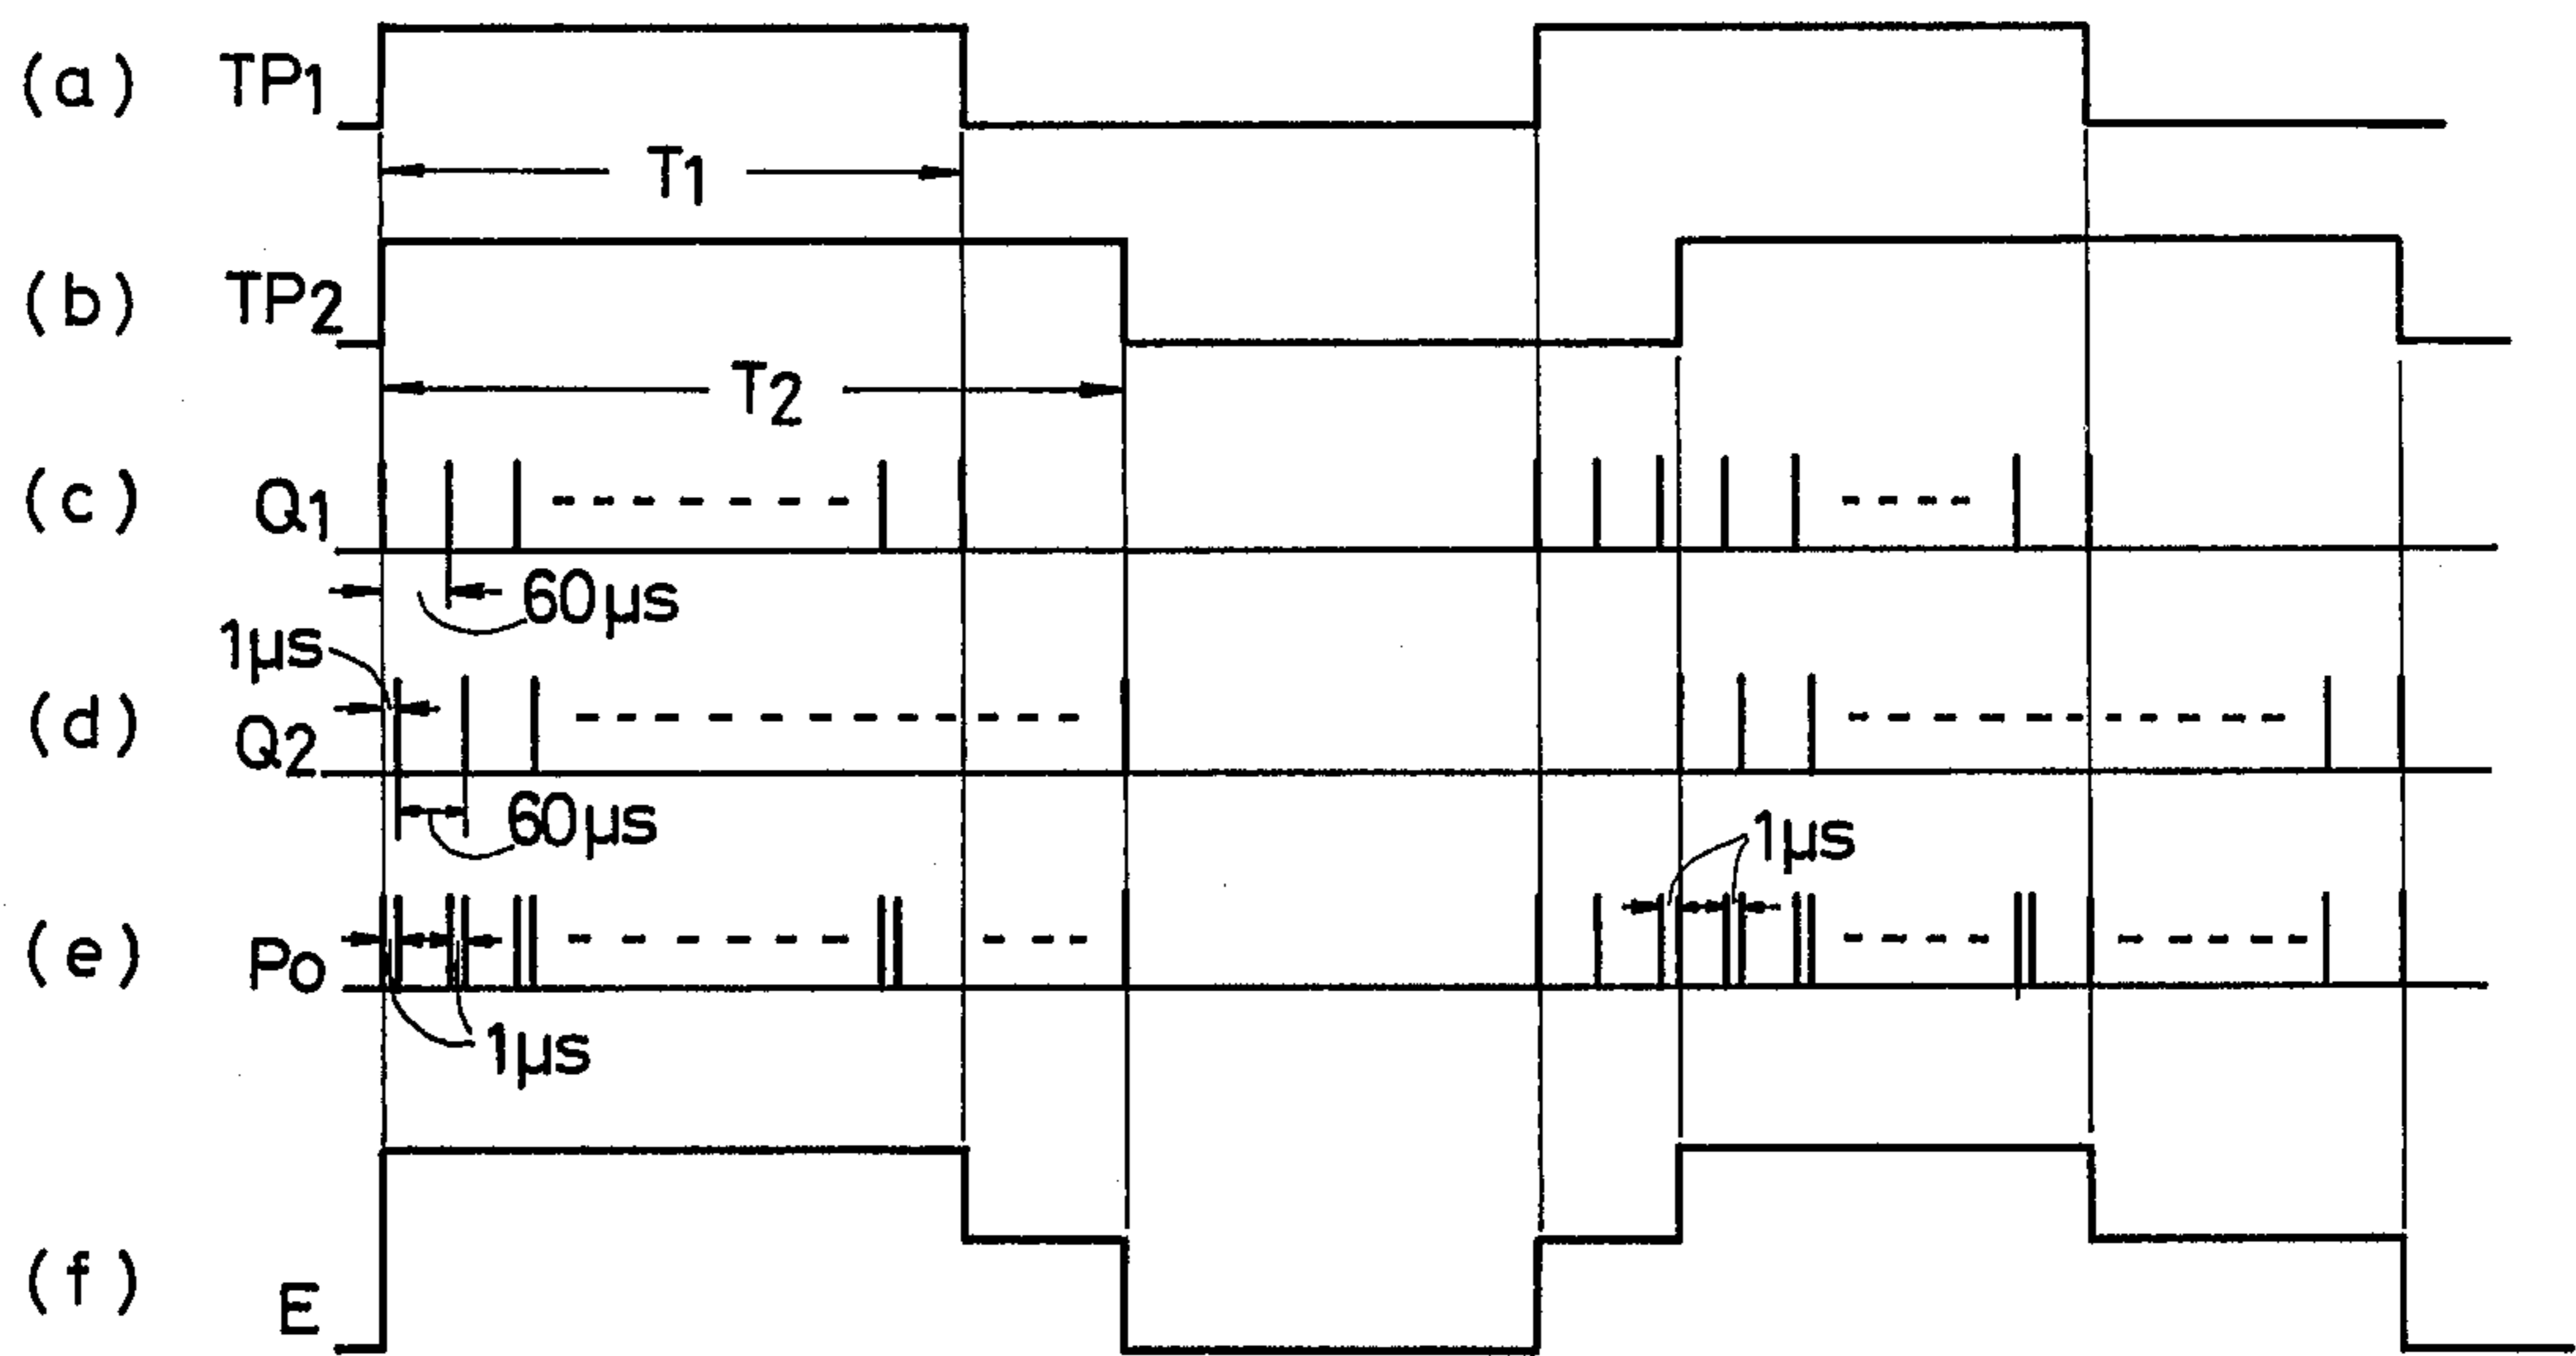 (a) TP1
T1
(b) TP2
T2
(c) Q1
60μs
1μs
(d) Q2
60μs
1μs
(e) Po
1μs
(f) E